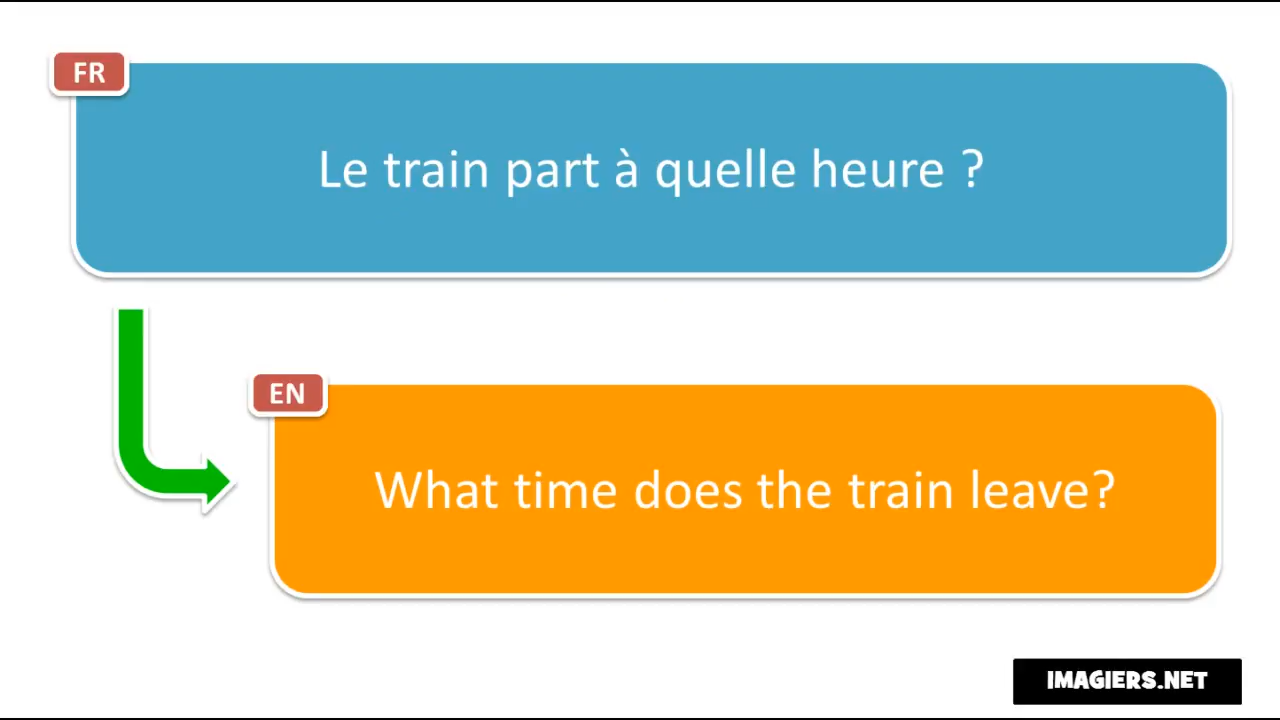 FR
Le train part à quelle heure ?
EN
What time does the train leave?
IMAGIERS.NET